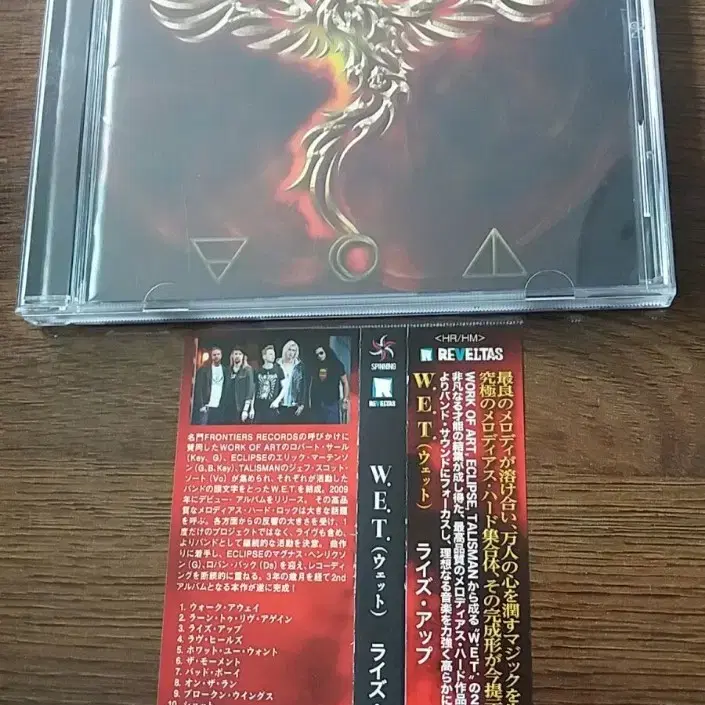 <HR/HM>
REVELTAS
最良のメロディが溶け合い、万人の心を潤すマジックを
究極のメロディアス・ハード集合体、その完成形が今提
WORK OF ART, ECLIPSE, TALISMANから成る“W.E.T.”の2
非凡なる才能の結集が成し得た、最高品質のメロディアス・ハード作品
よりバンド・サウンドにフォーカスし、理想なる音楽を力強く高らかに
W.E.T.(ウェット)
ライズ・アップ
SPINNING
REVELTAS
W.E.T.(ウェット)
ライズ・
名門FRONTIERS RECORDSの呼びかけに
賛同したWORK OF ARTのロバート・サール
(Key、G)、ECLIPSEのエリック・マーテンソ
ン(G,B,Key)、TALISMANのジェフ・スコット・
ソート(Vo)が集められ、それぞれが活動した
バンドの頭文字をとったW.E.Tを結成。2009
年にデビュー・アルバムをリリース。その高品
質なメロディアス・ハード・ロックは大きな話題
を呼ぶ。各方面からの反響の大きさを受け、1
度だけのプロジェクトではなく、ライヴも含め、
よりバンドとして継続的な活動を決意。曲作
りに着手し、ECLIPSEのマグナス・ヘンリクソ
ン(G)、ロバン・バック(Ds)を迎え、レコーディ
ングを断続的に重ねる。3年の歳月を経て2nd
アルバムとなる本作が遂に完成!
1. ウォーク・アウェイ
2. ラーン・トゥ・リヴ・アゲイン
3. ライズ・アップ
4. ラヴ・ヒールズ
5. ホワット・ユー・ウォント
6. ザ・モーメント
7. バッド・ボーイ
8. オン・ザ・ラン
9. ブロークン・ウイングス
10.